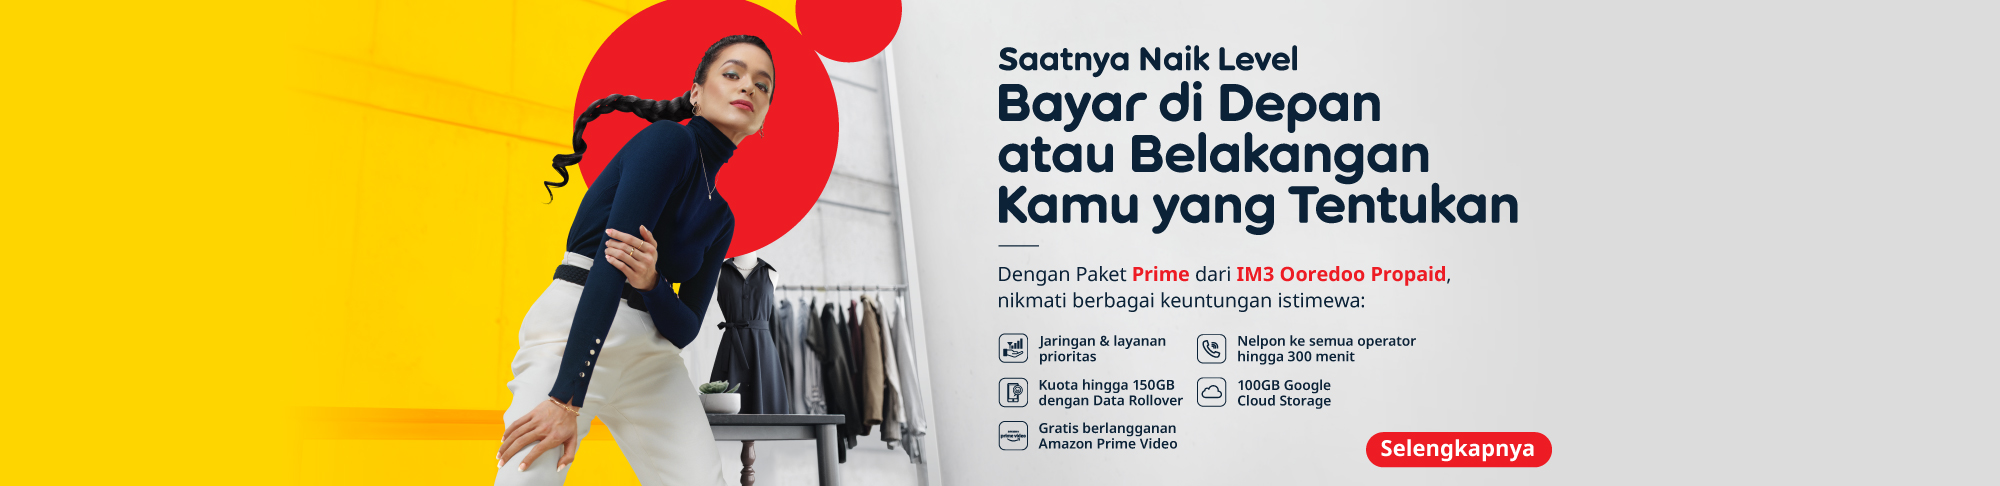 Saatnya Naik Level
Bayar di Depan
atau Belakangan
Kamu yang Tentukan
Dengan Paket Prime dari IM3 Ooredoo Propaid,
nikmati berbagai keuntungan istimewa:
Jaringan & layanan
prioritas
Nelpon ke semua operator
hingga 300 menit
Kuota hingga 150GB
dengan Data Rollover
100GB Google
Cloud Storage
prime video
Gratis berlangganan
Amazon Prime Video
Selengkapnya